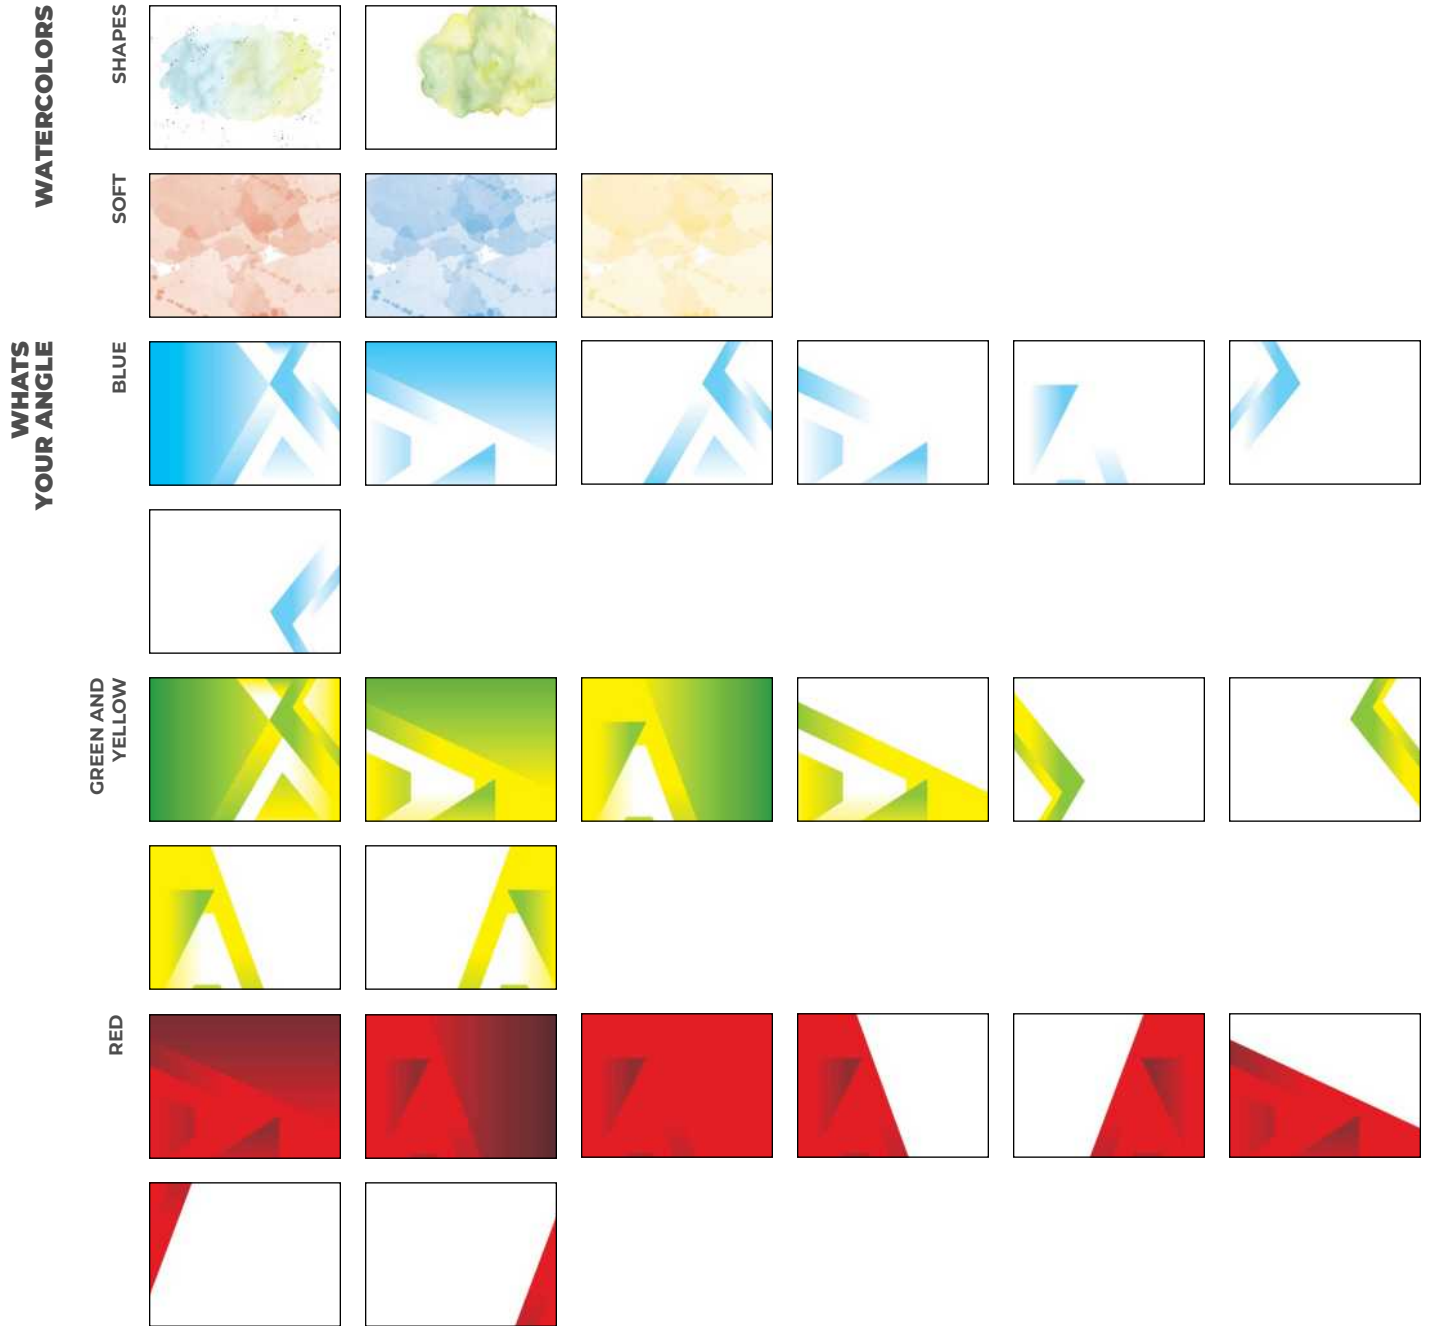 WATERCOLORS
SHAPES
SOFT
WHATS
YOUR ANGLE
BLUE
GREEN AND
YELLOW
RED